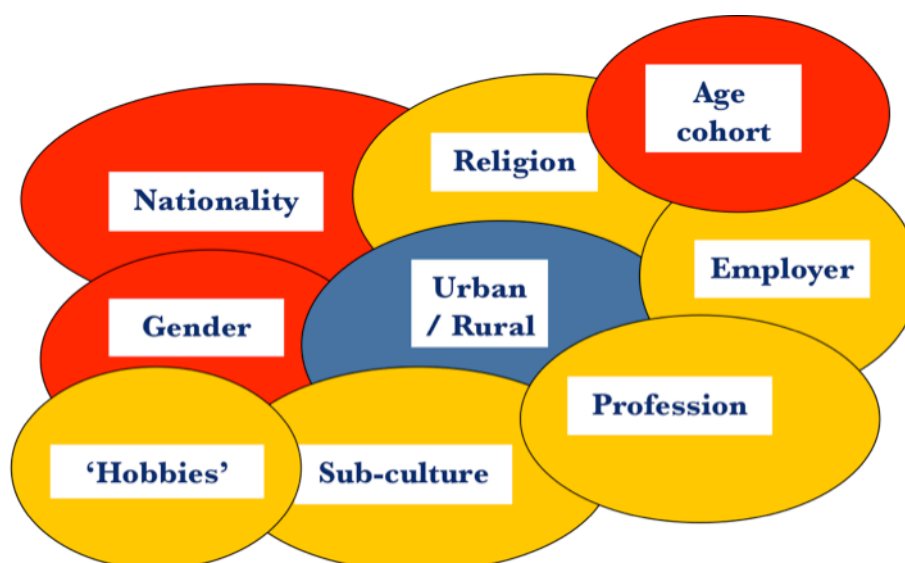 Age
cohort
Religion
Nationality
Employer
Urban
/ Rural
Gender
Profession
‘Hobbies’
Sub-culture